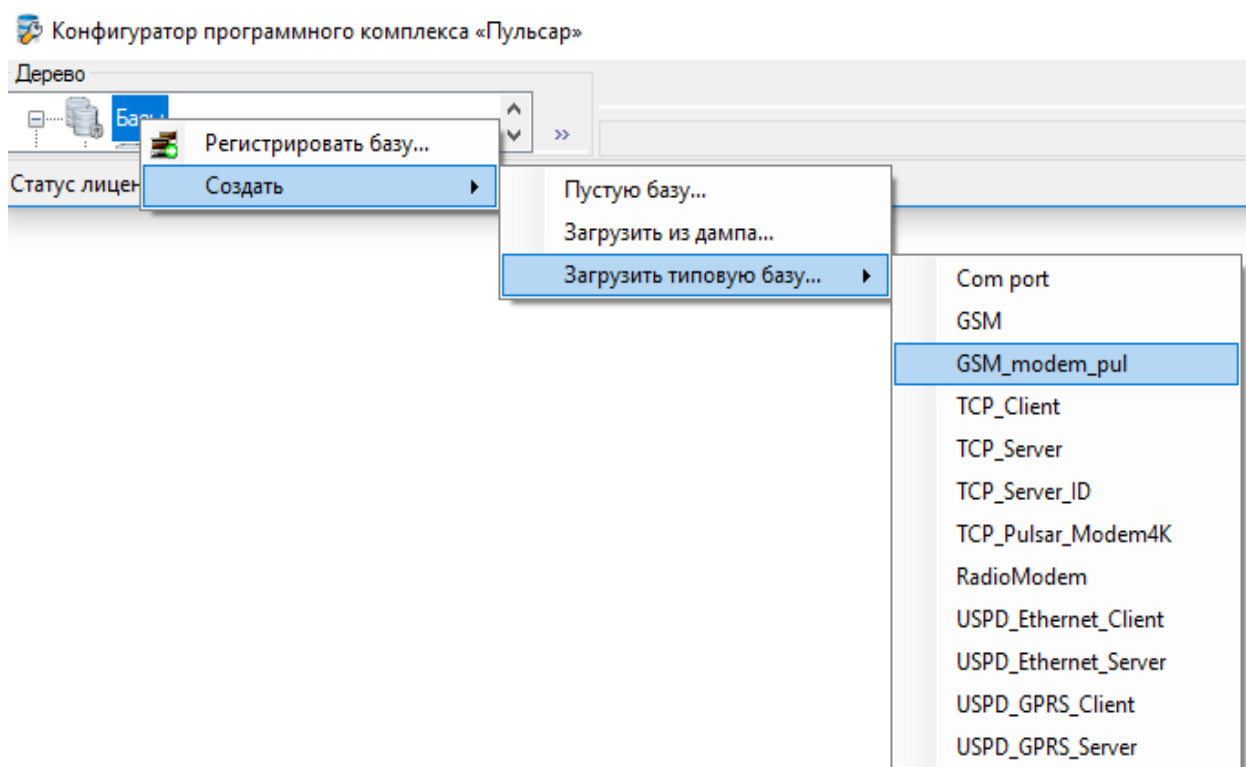 Конфигуратор программного комплекса «Пульсар»
Дерево
Регистрировать базу...
Статус
Создать
Пустую базу...
Загрузить из дампа...
Загрузить типовую базу...
Com port
GSM
GSM_modem_pul
TCP_Client
TCP_Server
TCP_Server_ID
TCP_Pulsar_Modem4K
RadioModem
USPD_Ethernet_Client
USPD_Ethernet_Server
USPD_GPRS_Client
USPD_GPRS_Server